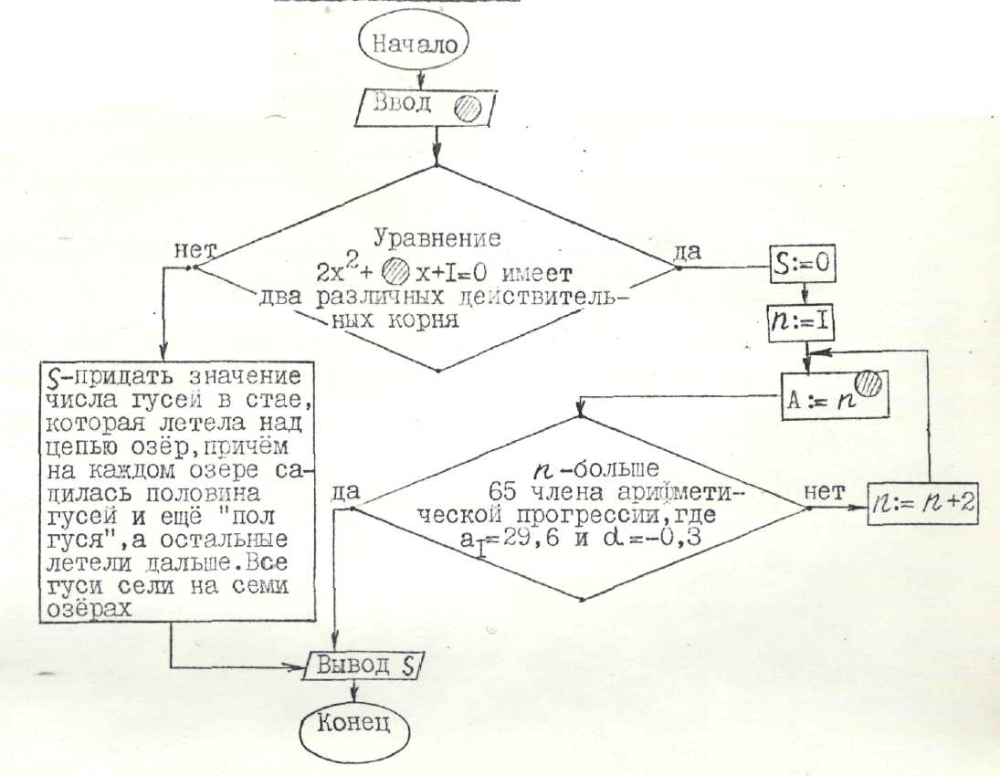 Начало
Ввод
Уравнение
2x²+ x+I=0 имеет
два различных действитель-
ных корня
нет
да
S:=0
n:=I
A:= n
S-придать значение
числа гусей в стае,
которая летела над
цепью озёр,причём
на каждом озере са-
дилась половина
гусей и ещё "пол
гуся",а остальные
летели дальше.Все
гуси сели на семи
озёрах
да
n-больше
65 члена арифмети-
ческой прогрессии,где
a₁=29,6 и d=-0,3
нет
n:= n+2
Вывод S
Конец